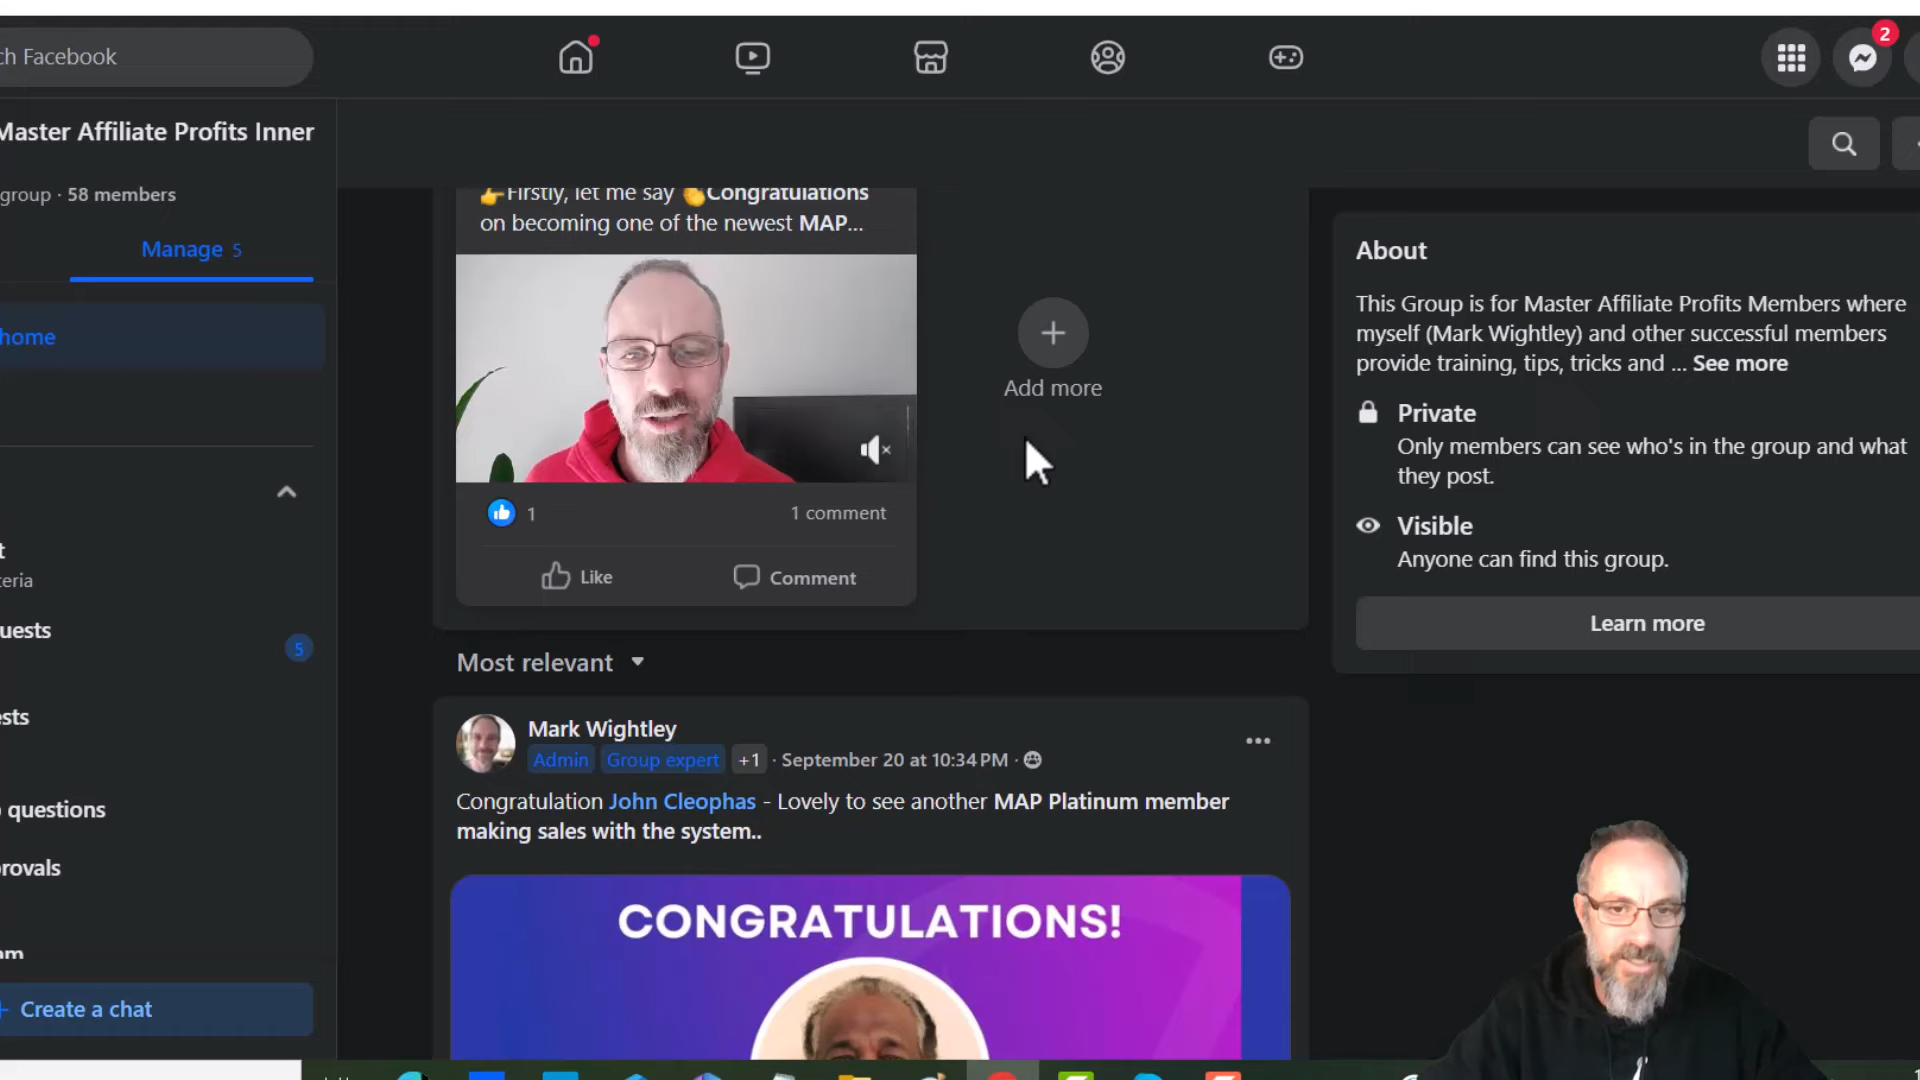 ch Facebook
2
Master Affiliate Profits Inner
group · 58 members
Manage 5
home
t
teria
uests
5
ests
questions
rovals
am
+ Create a chat
👉Firstly, let me say 👏Congratulations
on becoming one of the newest MAP...
1
1 comment
Like
Comment
Add more
Most relevant
Mark Wightley
Admin Group expert +1 · September 20 at 10:34 PM ·
Congratulation John Cleophas - Lovely to see another MAP Platinum member
making sales with the system..
CONGRATULATIONS!
About
This Group is for Master Affiliate Profits Members where
myself (Mark Wightley) and other successful members
provide training, tips, tricks and ... See more
Private
Only members can see who's in the group and what
they post.
Visible
Anyone can find this group.
Learn more